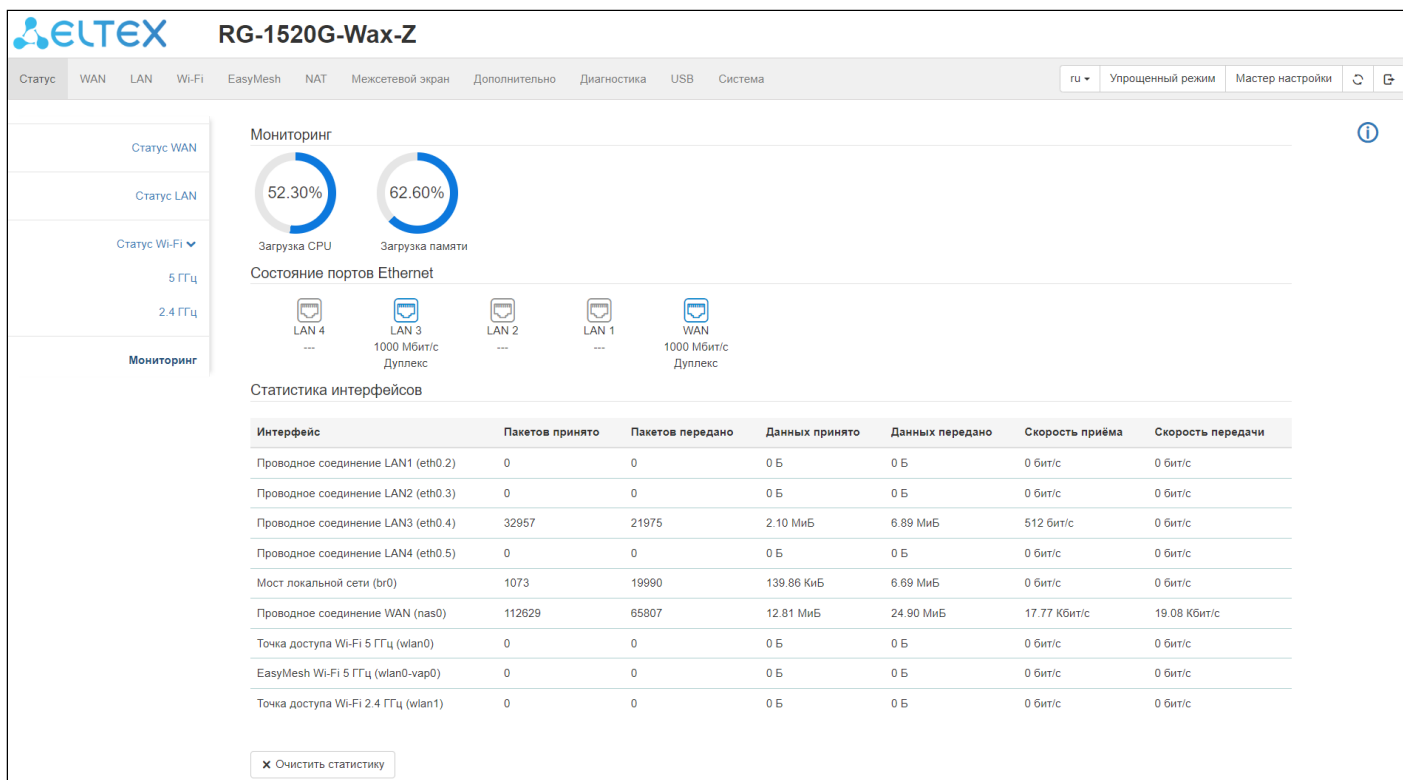 ELTEX RG-1520G-Wax-Z
Статус WAN LAN Wi-Fi EasyMesh NAT Межсетевой экран Дополнительно Диагностика USB Система ru Упрощенный режим Мастер настройки
Статус WAN
Статус LAN
Статус Wi-Fi
5 ГГц
2.4 ГГц
Мониторинг
Мониторинг
52.30% 62.60%
Загрузка CPU Загрузка памяти
Состояние портов Ethernet
LAN 4 LAN 3 LAN 2 LAN 1 WAN
--- 1000 Мбит/с --- --- 1000 Мбит/с
Дуплекс Дуплекс
Статистика интерфейсов
Интерфейс Пакетов принято Пакетов передано Данных принято Данных передано Скорость приёма Скорость передачи
Проводное соединение LAN1 (eth0.2) 0 0 0 Б 0 Б 0 бит/с 0 бит/с
Проводное соединение LAN2 (eth0.3) 0 0 0 Б 0 Б 0 бит/с 0 бит/с
Проводное соединение LAN3 (eth0.4) 32957 21975 2.10 МиБ 6.89 МиБ 512 бит/с 0 бит/с
Проводное соединение LAN4 (eth0.5) 0 0 0 Б 0 Б 0 бит/с 0 бит/с
Мост локальной сети (br0) 1073 19990 139.86 КиБ 6.69 МиБ 0 бит/с 0 бит/с
Проводное соединение WAN (nas0) 112629 65807 12.81 МиБ 24.90 МиБ 17.77 Кбит/с 19.08 Кбит/с
Точка доступа Wi-Fi 5 ГГц (wlan0) 0 0 0 Б 0 Б 0 бит/с 0 бит/с
EasyMesh Wi-Fi 5 ГГц (wlan0-vap0) 0 0 0 Б 0 Б 0 бит/с 0 бит/с
Точка доступа Wi-Fi 2.4 ГГц (wlan1) 0 0 0 Б 0 Б 0 бит/с 0 бит/с
Очистить статистику